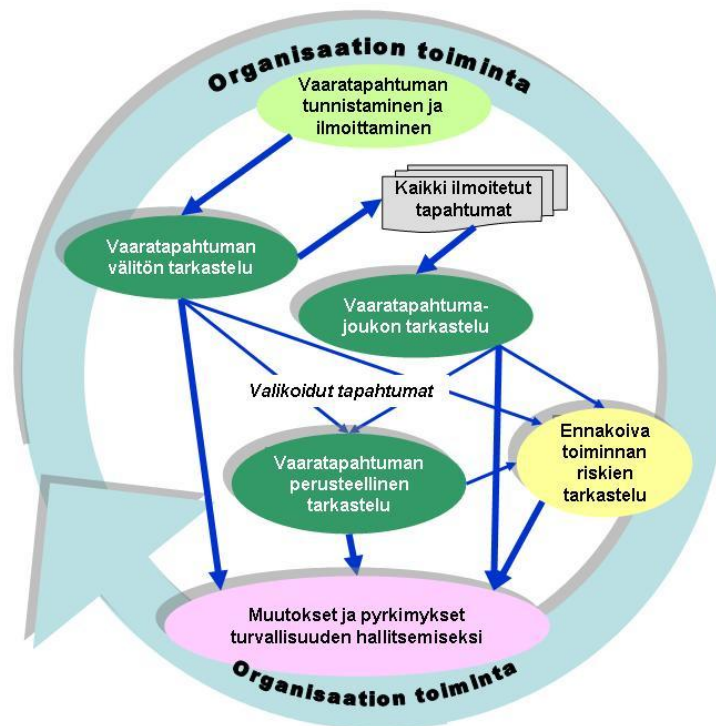 Organisaation toiminta
Vaaratapahtuman
tunnistaminen ja
ilmoittaminen
Kaikki ilmoitetut
tapahtumat
Vaaratapahtuman
välitön tarkastelu
Vaaratapahtuma-
joukon tarkastelu
Valikoidut tapahtumat
Ennakoiva
toiminnan
riskien
tarkastelu
Vaaratapahtuman
perusteellinen
tarkastelu
Muutokset ja pyrkimykset
turvallisuuden hallitsemiseksi
Organisaation toiminta